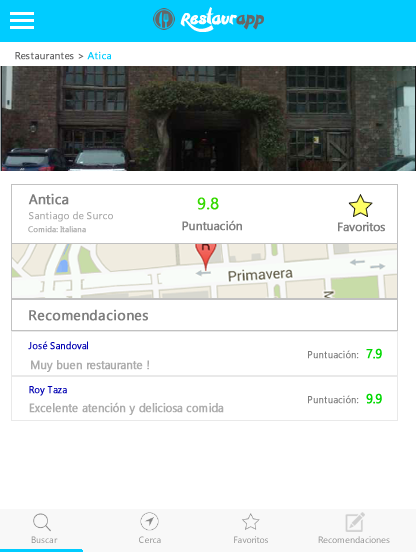 Restaurapp
Restaurantes > Atica
Antica
Santiago de Surco
Comida: Italiana
9.8
Puntuación
Favoritos
Primavera
Recomendaciones
José Sandoval
Muy buen restaurante !
Puntuación: 7.9
Roy Taza
Excelente atención y deliciosa comida
Puntuación: 9.9
Buscar
Cerca
Favoritos
Recomendaciones